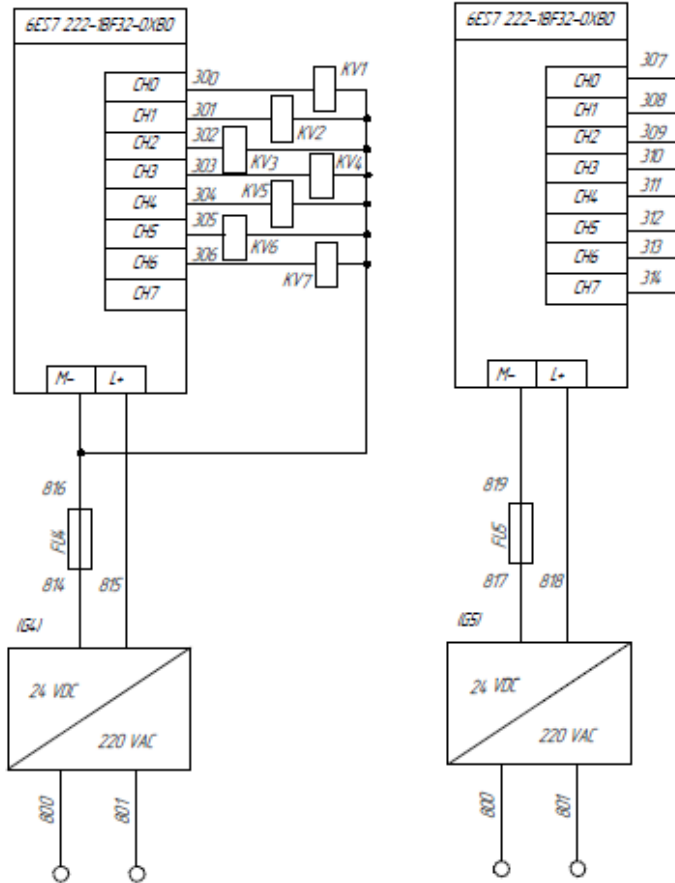 6ES7 222-1BF32-0XB0
CH0
CH1
CH2
CH3
CH4
CH5
CH6
CH7
300
301
302
303
304
305
306
KV1
KV2
KV3
KV4
KV5
KV6
KV7
M-
L+
816
FU4
814
815
(G4)
24 VDC
220 VAC
800
801
6ES7 222-1BF32-0XB0
CH0
CH1
CH2
CH3
CH4
CH5
CH6
CH7
307
308
309
310
311
312
313
314
M-
L+
819
FU5
817
818
(G5)
24 VDC
220 VAC
800
801